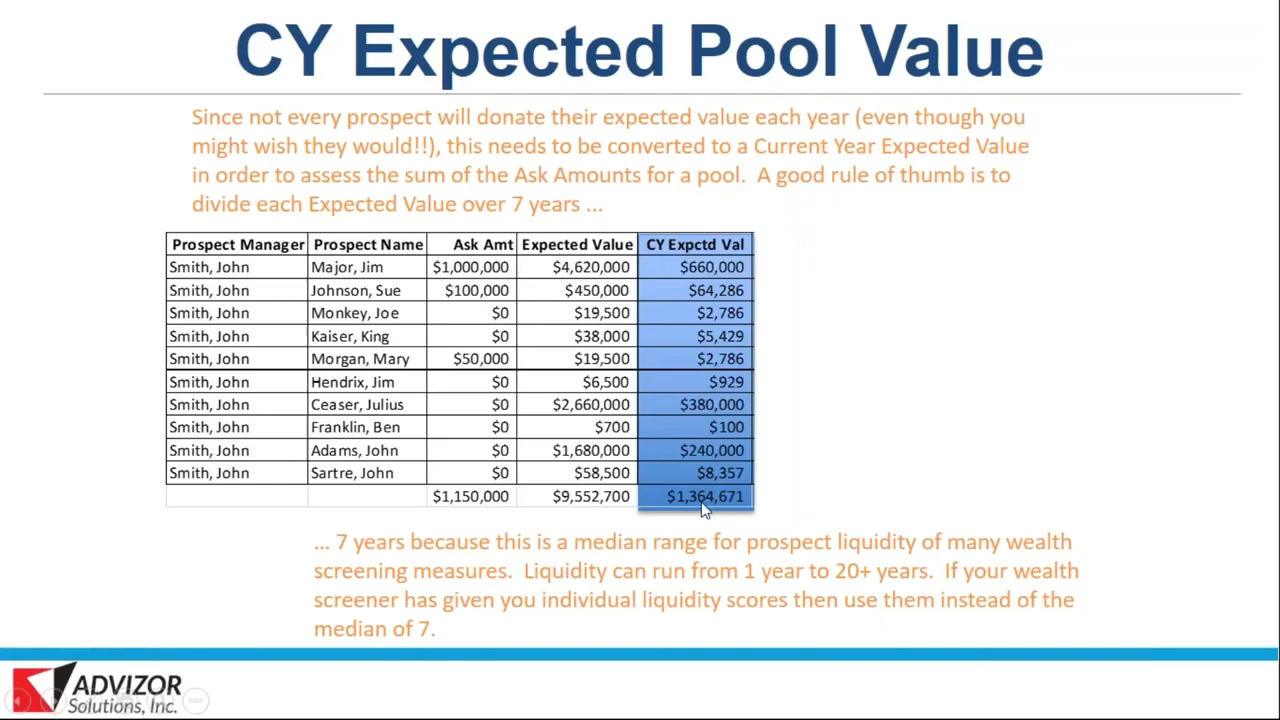 CY Expected Pool Value
Since not every prospect will donate their expected value each year (even though you
might wish they would!!), this needs to be converted to a Current Year Expected Value
in order to assess the sum of the Ask Amounts for a pool. A good rule of thumb is to
divide each Expected Value over 7 years ...
Prospect Manager Prospect Name Ask Amt Expected Value CY Expctd Val
Smith, John Major, Jim $1,000,000 $4,620,000 $660,000
Smith, John Johnson, Sue $100,000 $450,000 $64,286
Smith, John Monkey, Joe $0 $19,500 $2,786
Smith, John Kaiser, King $0 $38,000 $5,429
Smith, John Morgan, Mary $50,000 $19,500 $2,786
Smith, John Hendrix, Jim $0 $6,500 $929
Smith, John Ceaser, Julius $0 $2,660,000 $380,000
Smith, John Franklin, Ben $0 $700 $100
Smith, John Adams, John $0 $1,680,000 $240,000
Smith, John Sartre, John $0 $58,500 $8,357
$1,150,000 $9,552,700 $1,364,671
... 7 years because this is a median range for prospect liquidity of many wealth
screening measures. Liquidity can run from 1 year to 20+ years. If your wealth
screener has given you individual liquidity scores then use them instead of the
median of 7.
ADVIZOR
Solutions, Inc.